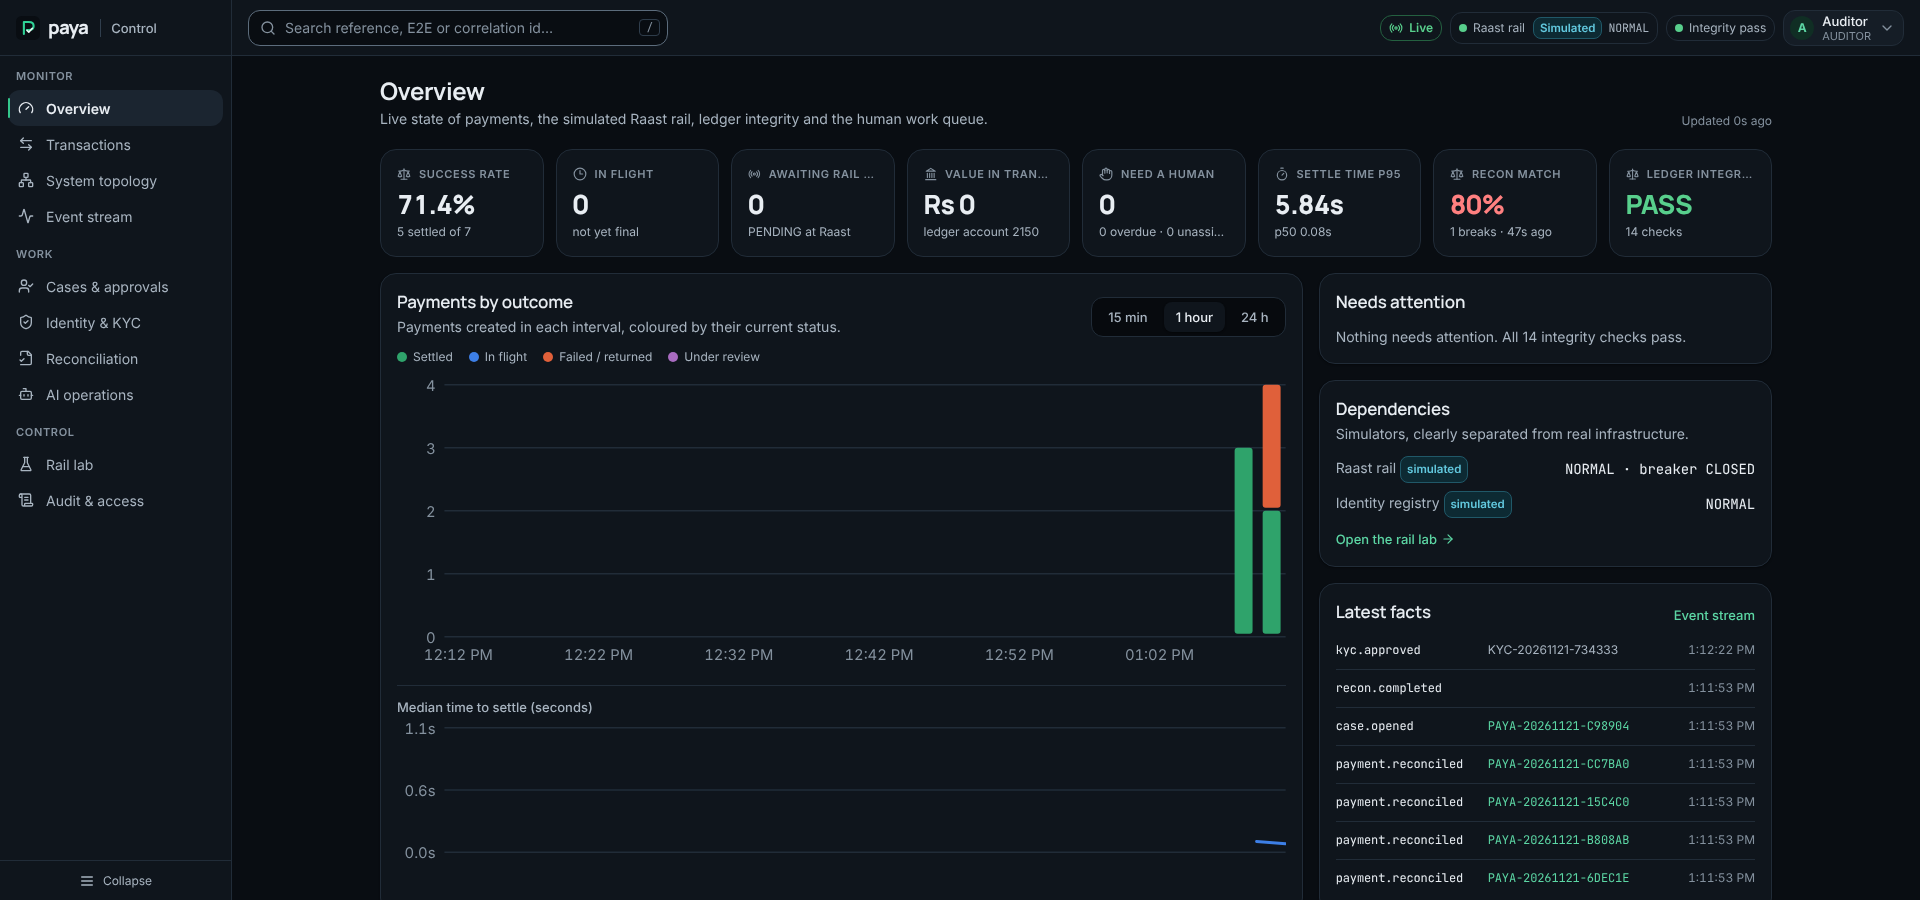 paya Control
Search reference, E2E or correlation id... /
Live
Raast rail Simulated NORMAL
Integrity pass
A Auditor
AUDITOR
MONITOR
Overview
Transactions
System topology
Event stream
WORK
Cases & approvals
Identity & KYC
Reconciliation
AI operations
CONTROL
Rail lab
Audit & access
Collapse
Overview
Live state of payments, the simulated Raast rail, ledger integrity and the human work queue.
Updated 0s ago
SUCCESS RATE
71.4%
5 settled of 7
IN FLIGHT
0
not yet final
AWAITING RAIL ...
0
PENDING at Raast
VALUE IN TRAN...
Rs 0
ledger account 2150
NEED A HUMAN
0
0 overdue · 0 unassi...
SETTLE TIME P95
5.84s
p50 0.08s
RECON MATCH
80%
1 breaks · 47s ago
LEDGER INTEGR...
PASS
14 checks
Payments by outcome
Payments created in each interval, coloured by their current status.
15 min 1 hour 24 h
Settled In flight Failed / returned Under review
4
3
2
1
0
12:12 PM 12:22 PM 12:32 PM 12:42 PM 12:52 PM 01:02 PM
Median time to settle (seconds)
1.1s
0.6s
0.0s
Needs attention
Nothing needs attention. All 14 integrity checks pass.
Dependencies
Simulators, clearly separated from real infrastructure.
Raast rail simulated NORMAL · breaker CLOSED
Identity registry simulated NORMAL
Open the rail lab →
Latest facts Event stream
kyc.approved KYC-20261121-734333 1:12:22 PM
recon.completed 1:11:53 PM
case.opened PAYA-20261121-C98904 1:11:53 PM
payment.reconciled PAYA-20261121-CC7BA0 1:11:53 PM
payment.reconciled PAYA-20261121-15C4C0 1:11:53 PM
payment.reconciled PAYA-20261121-B808AB 1:11:53 PM
payment.reconciled PAYA-20261121-6DEC1E 1:11:53 PM